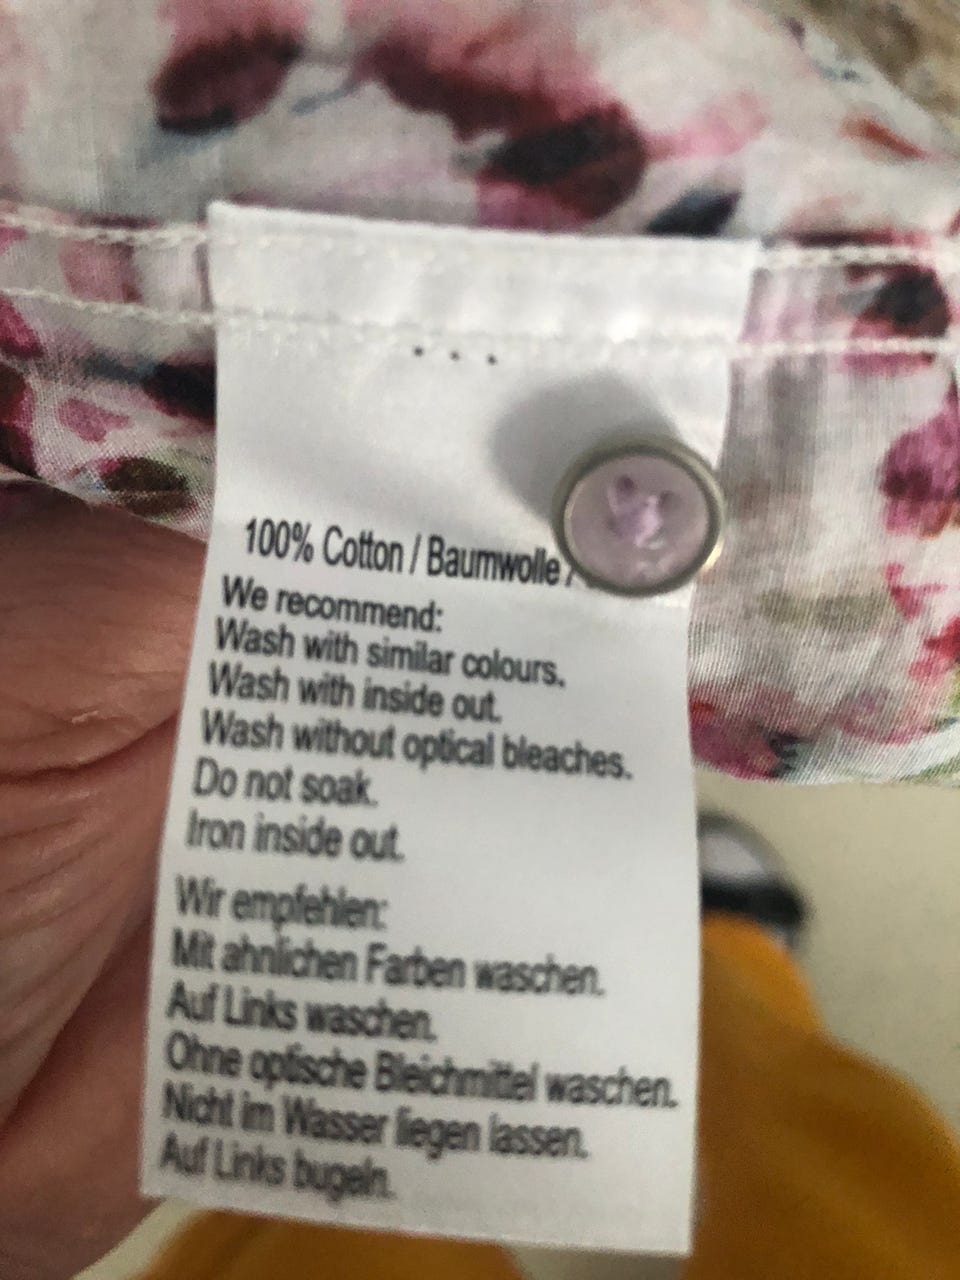 100% Cotton / Baumwolle /
We recommend:
Wash with similar colours.
Wash with inside out.
Wash without optical bleaches.
Do not soak.
Iron inside out.
Wir empfehlen:
Mit ahnlichen Farben waschen.
Auf Links waschen.
Ohne optische Bleichmittel waschen.
Nicht im Wasser liegen lassen.
Auf Links bugeln.